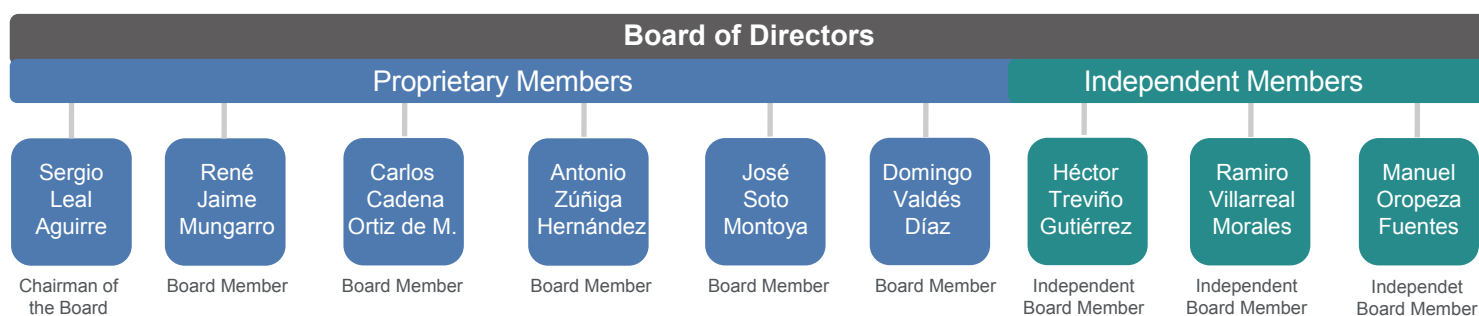 Board of Directors
Proprietary Members
Independent Members
Sergio
Leal
Aguirre
Chairman of
the Board
René
Jaime
Mungarro
Board Member
Carlos
Cadena
Ortiz de M.
Board Member
Antonio
Zúñiga
Hernández
Board Member
José
Soto
Montoya
Board Member
Domingo
Valdés
Díaz
Board Member
Héctor
Treviño
Gutiérrez
Independent
Board Member
Ramiro
Villarreal
Morales
Independent
Board Member
Manuel
Oropeza
Fuentes
Independet
Board Member